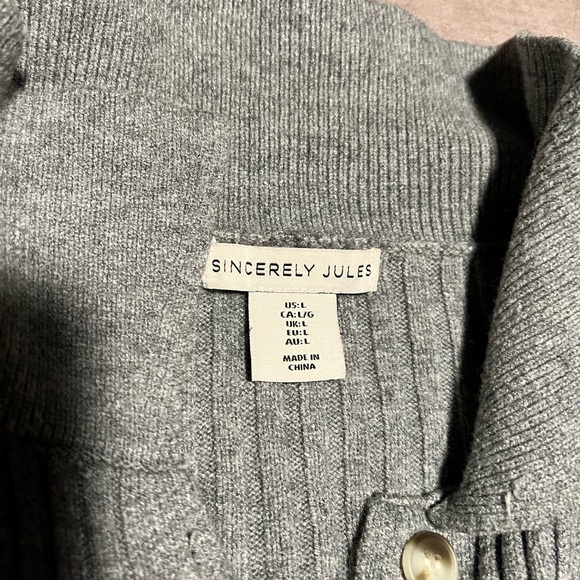 SINCERELY JULES
US: L
CA: L/G
UK: L
EU: L
AU: L
MADE IN
CHINA